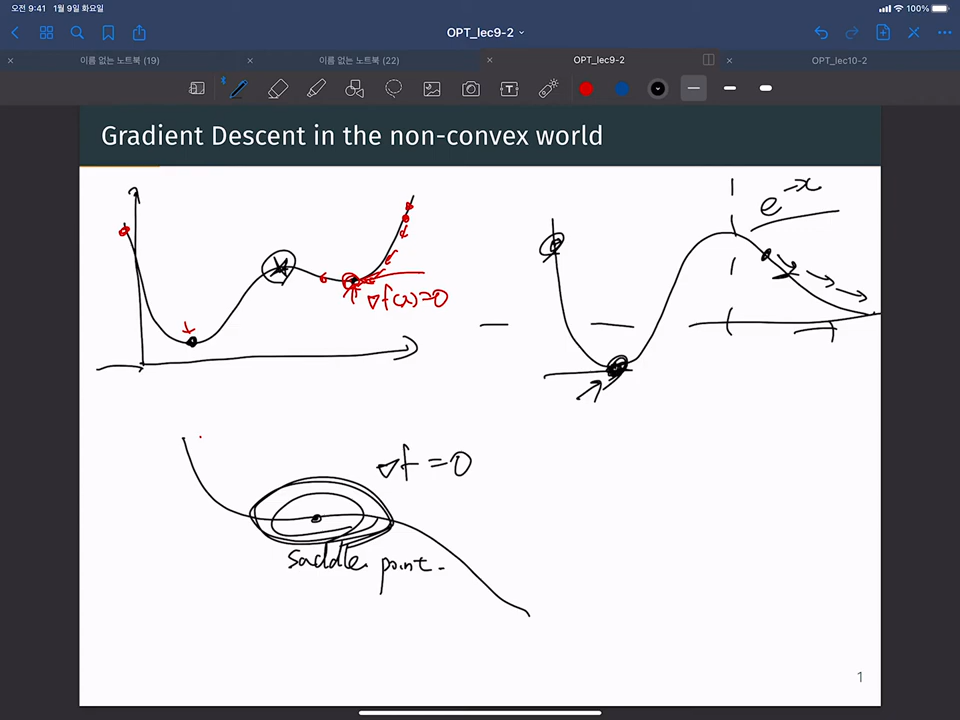 오전 9:41 1월 9일 화요일
100%
OPT_lec9-2
이름 없는 노트북 (19)
이름 없는 노트북 (22)
OPT_lec9-2
OPT_lec10-2
Gradient Descent in the non-convex world
e^-x
∇f(x)=0
∇f=0
saddle point.
1